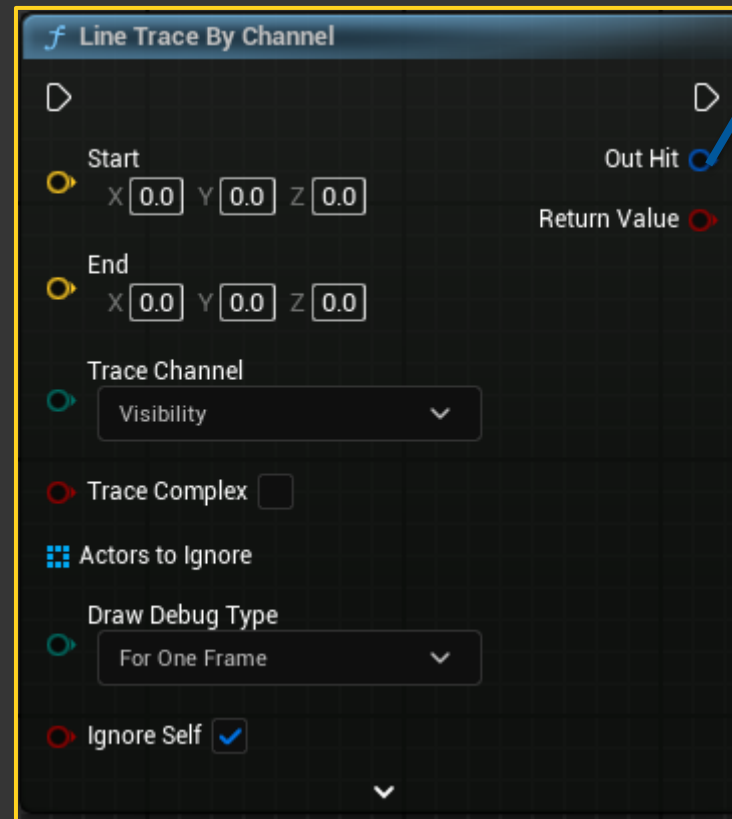 f Line Trace By Channel
Start
X 0.0 Y 0.0 Z 0.0
Out Hit
Return Value
End
X 0.0 Y 0.0 Z 0.0
Trace Channel
Visibility
Trace Complex
Actors to Ignore
Draw Debug Type
For One Frame
Ignore Self